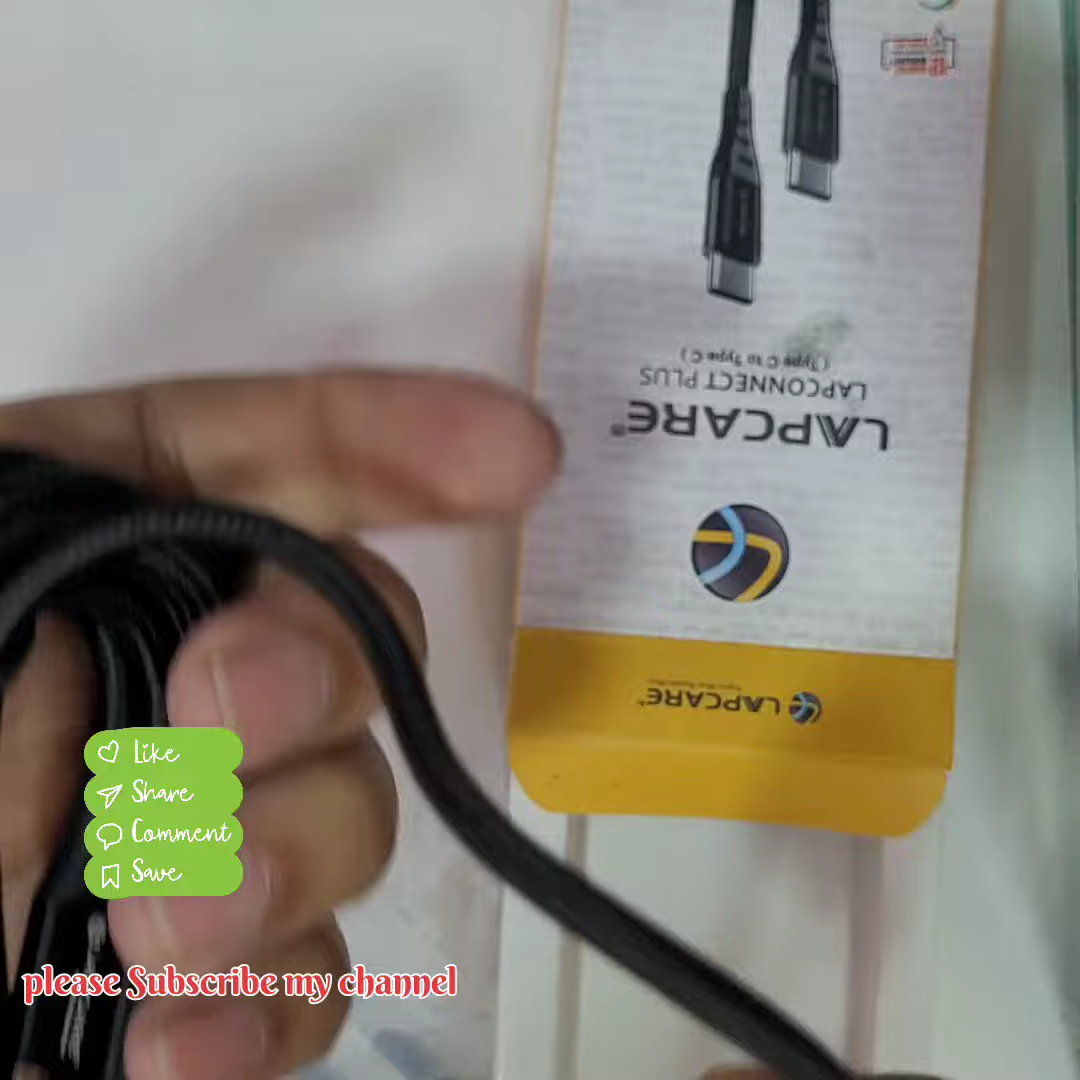 ( Type C to Type C )
LAPCONNECT PLUS
LAPCARE®
LAPCARE
Like
Share
Comment
Save
please Subscribe my channel